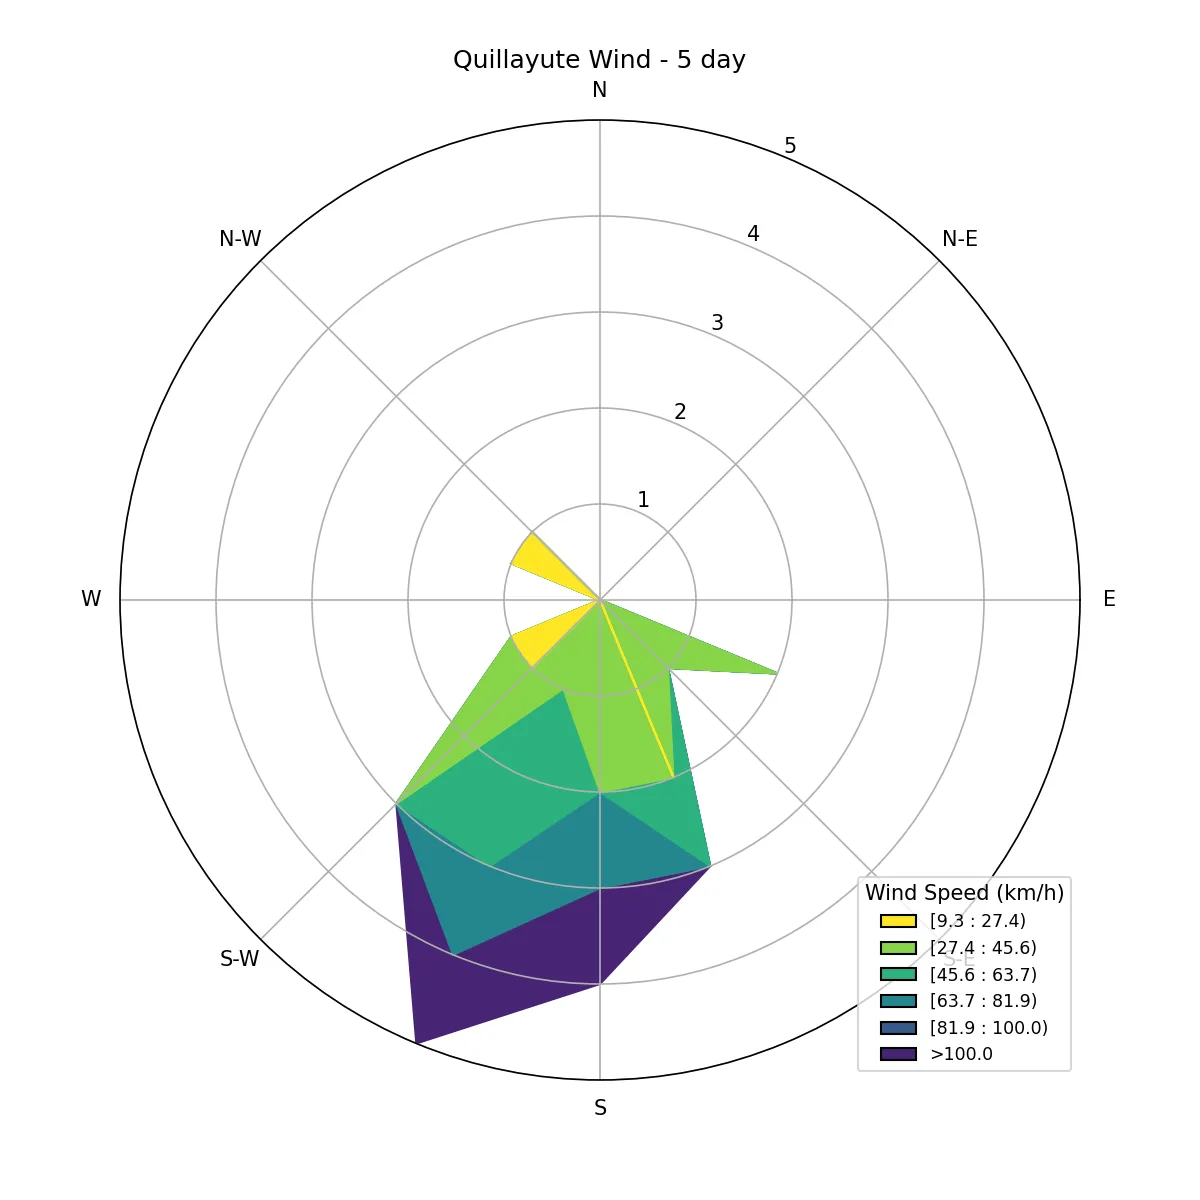 Quillayute Wind - 5 day
N
5
N-W
N-E
4
3
2
1
W
E
Wind Speed (km/h)
[9.3 : 27.4)
[27.4 : 45.6)
S-W
S-E
[45.6 : 63.7)
[63.7 : 81.9)
[81.9 : 100.0)
>100.0
S